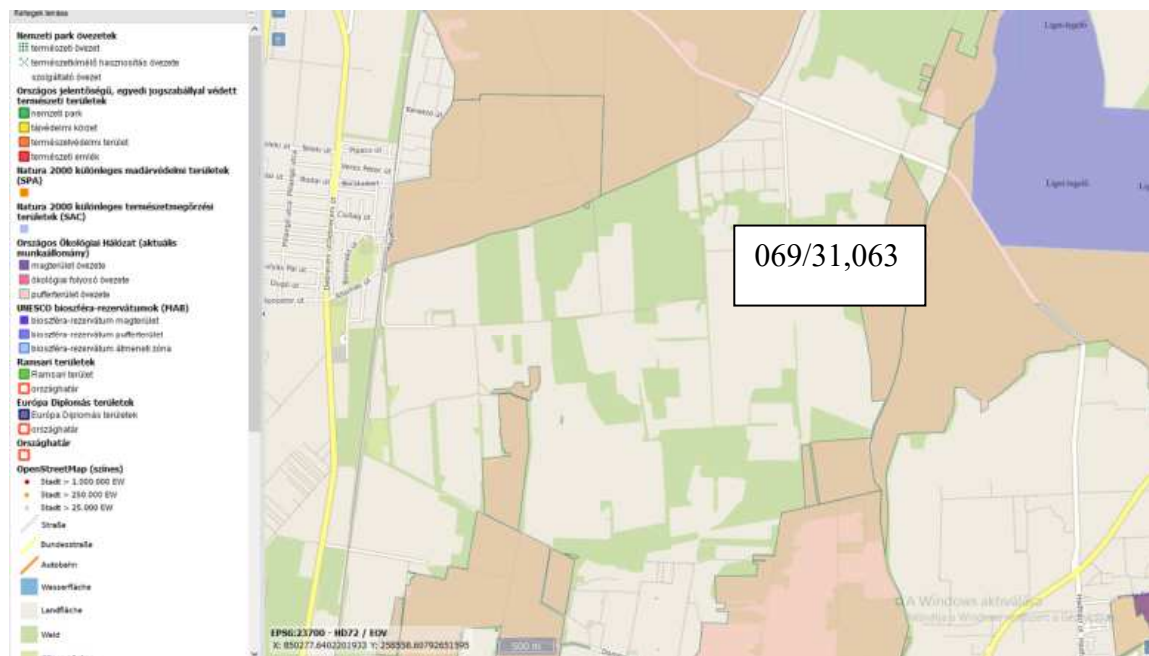 Rétegek leírása
Nemzeti park övezetek
természeti övezet
természetkímélő hasznosítás övezete
szolgáltató övezet
Országos jelentőségű, egyedi jogszabállyal védett
természeti területek
nemzeti park
tájvédelmi körzet
természetvédelmi terület
természeti emlék
Natura 2000 különleges madárvédelmi területek
(SPA)
Natura 2000 különleges természetmegőrzési
területek (SAC)
Országos Ökológiai Hálózat (aktuális
munkaállomány)
magterület övezete
ökológiai folyosó övezete
pufferterület övezete
UNESCO bioszféra-rezervátumok (MAB)
bioszféra-rezervátum magterület
bioszféra-rezervátum pufferterület
bioszféra-rezervátum átmeneti zóna
Ramsari területek
Ramsari terület
országhatár
Európa Diplomás területek
Európa Diplomás területek
országhatár
Országhatár
OpenStreetMap (színes)
Stadt > 1.000.000 EW
Stadt > 250.000 EW
Stadt > 25.000 EW
Straße
Bundesstraße
Autobahn
Wasserfläche
Landfläche
Wald
069/31,063
Liget-legelő
Liget-legelő
EPSG:23700 - HD72 / EOV
X: 850277.6402201933 Y: 258558.60792651595
500 m
A Windows aktiválása